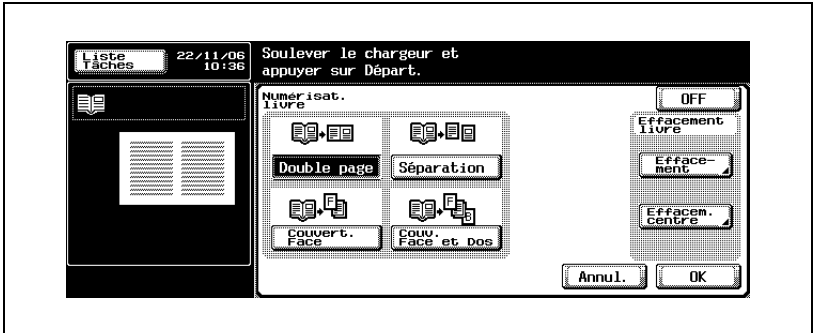 Liste
Tâches
22/11/06
10:36
Soulever le chargeur et
appuyer sur Départ.
Numérisat.
livre
OFF
Double page
Séparation
F
Couvert.
Face
F
B
Couv.
Face et Dos
Effacement
livre
Efface-
ment
Effacem.
centre
Annul.
OK